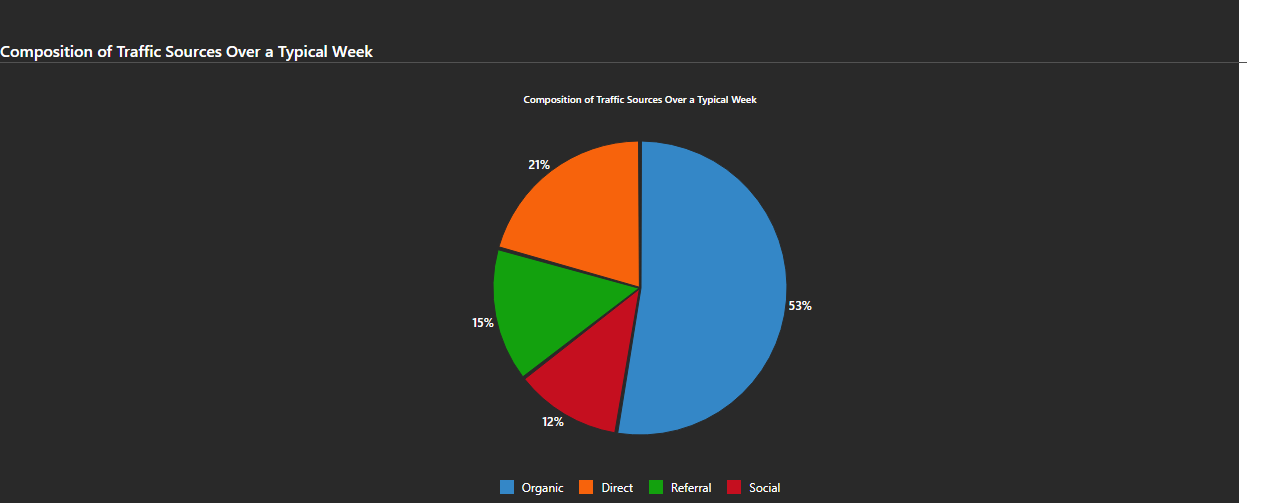 Composition of Traffic Sources Over a Typical Week
Composition of Traffic Sources Over a Typical Week
21%
53%
15%
12%
Organic Direct Referral Social